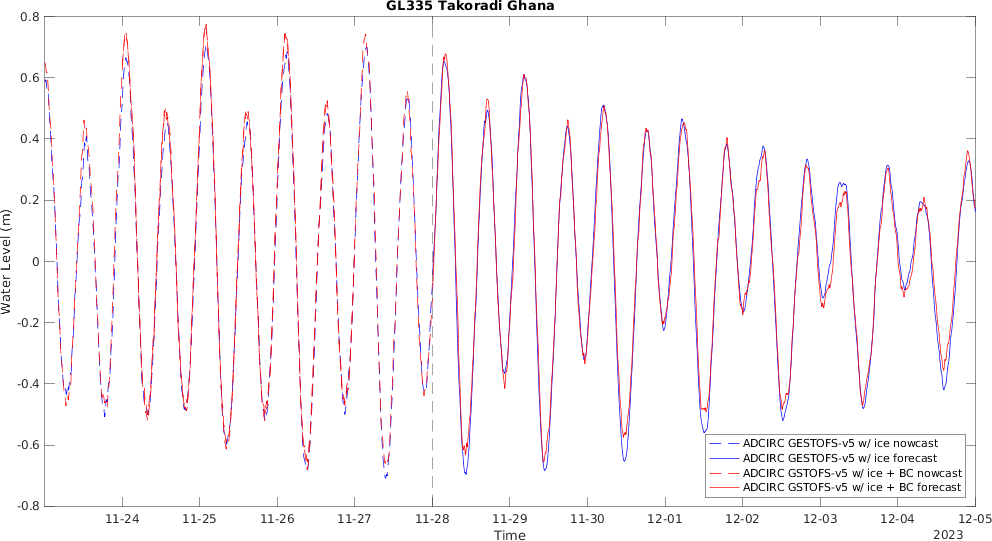 GL335 Takoradi Ghana
0.8
0.6
0.4
0.2
0
-0.2
-0.4
-0.6
-0.8
Water Level (m)
ADCIRC GESTOFS-v5 w/ ice nowcast
ADCIRC GESTOFS-v5 w/ ice forecast
ADCIRC GSTOFS-v5 w/ ice + BC nowcast
ADCIRC GSTOFS-v5 w/ ice + BC forecast
11-24 11-25 11-26 11-27 11-28 11-29 11-30 12-01 12-02 12-03 12-04 12-05
Time
2023